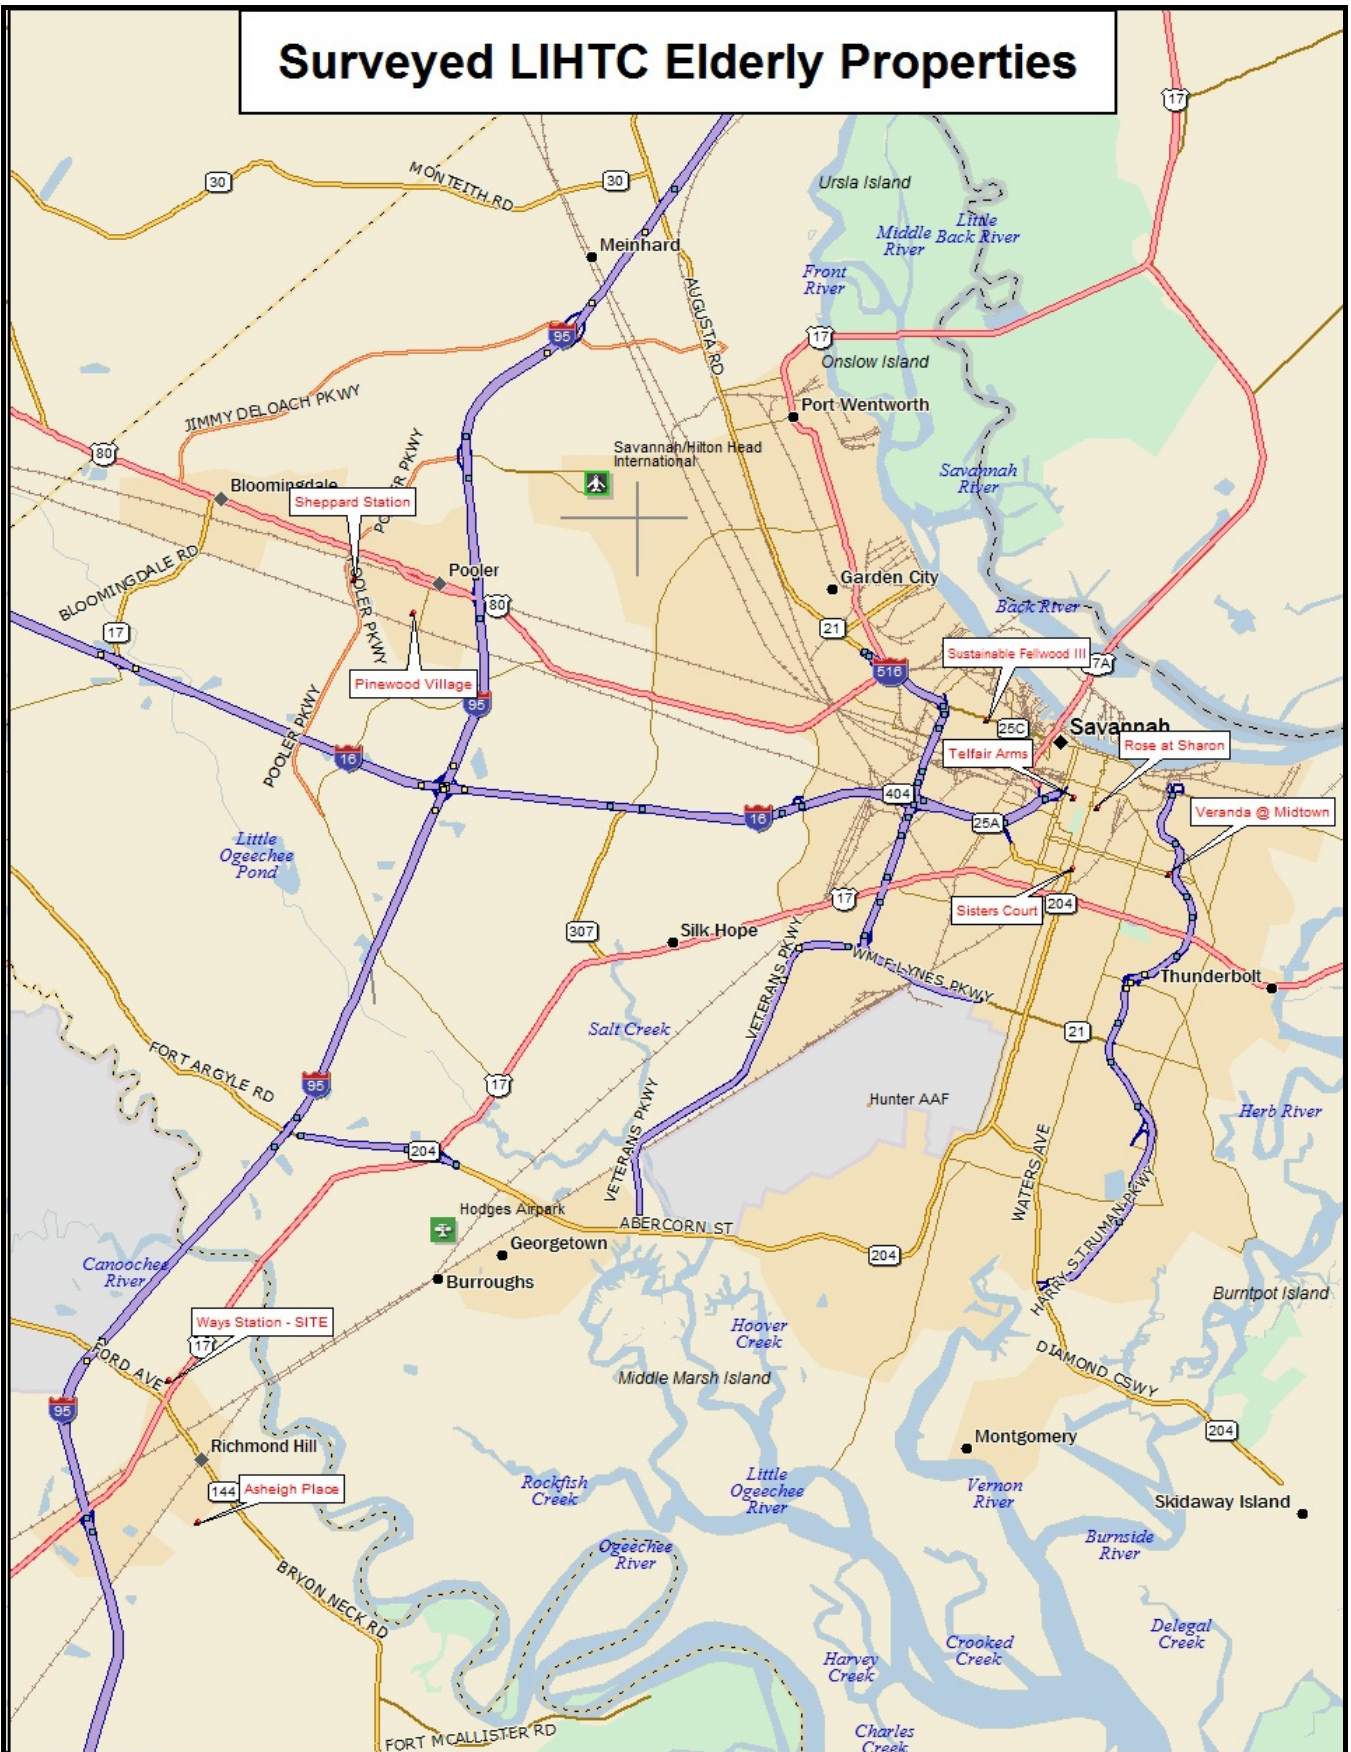 Surveyed LIHTC Elderly Properties
17
Ursla Island
30
MONTEITH RD
30
Little
Back River
Middle
River
Meinhard
Front
River
AUGUSTA RD
95
17
Onslow Island
JIMMY DELOACH PKWY
Port Wentworth
80
Savannah/Hilton Head
International
Savannah
River
Bloomingdale
Sheppard Station
BLOOMINGDALE RD
POOLER PKWY
Pooler
80
Garden City
Back River
17
21
Sustainable Fellwood III
7A
516
Pinewood Village
95
25C
Savannah
Rose at Sharon
Telfair Arms
POOLER PKWY
16
404
Veranda @ Midtown
16
25A
Little
Ogeechee
Pond
17
204
Sisters Court
307
Silk Hope
VETERANS PKWY
WM F LYNES PKWY
Thunderbolt
Salt Creek
21
FORT ARGYLE RD
95
17
Hunter AAF
Herb River
204
VETERANS PKWY
WATERS AVE
Hodges Airpark
ABERCORN ST
Georgetown
204
HARRY S TRUMAN PKWY
Canoochee
River
Burroughs
Burntpot Island
Ways Station - SITE
17
Hoover
Creek
FORD AVE
DIAMOND CSWY
Middle Marsh Island
95
204
Richmond Hill
Montgomery
144
Asheigh Place
Rockfish
Creek
Little
Ogeechee
River
Vernon
River
Skidaway Island
Ogeechee
River
Burnside
River
BRYON NECK RD
Delegal
Creek
Crooked
Creek
Harvey
Creek
FORT MCALLISTER RD
Charles
Creek